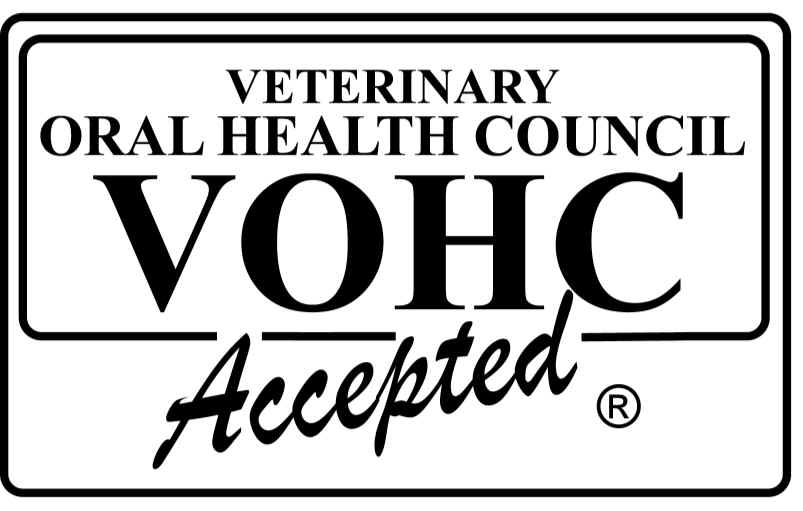 VETERINARY
ORAL HEALTH COUNCIL
VOHC
Accepted
®